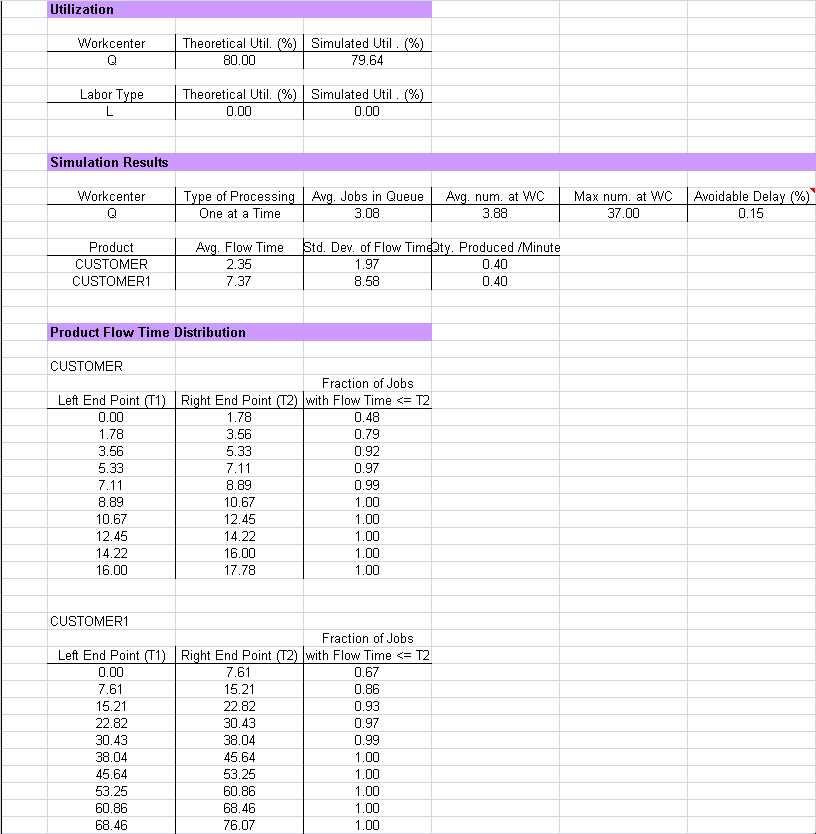 Utilization
Workcenter Theoretical Util. (%) Simulated Util . (%)
Q 80.00 79.64
Labor Type Theoretical Util. (%) Simulated Util . (%)
L 0.00 0.00
Simulation Results
Workcenter Type of Processing Avg. Jobs in Queue Avg. num. at WC Max num. at WC Avoidable Delay (%)
Q One at a Time 3.08 3.88 37.00 0.15
Product Avg. Flow Time Std. Dev. of Flow Time Qty. Produced /Minute
CUSTOMER 2.35 1.97 0.40
CUSTOMER1 7.37 8.58 0.40
Product Flow Time Distribution
CUSTOMER
Fraction of Jobs
Left End Point (T1) Right End Point (T2) with Flow Time <= T2
0.00 1.78 0.48
1.78 3.56 0.79
3.56 5.33 0.92
5.33 7.11 0.97
7.11 8.89 0.99
8.89 10.67 1.00
10.67 12.45 1.00
12.45 14.22 1.00
14.22 16.00 1.00
16.00 17.78 1.00
CUSTOMER1
Fraction of Jobs
Left End Point (T1) Right End Point (T2) with Flow Time <= T2
0.00 7.61 0.67
7.61 15.21 0.86
15.21 22.82 0.93
22.82 30.43 0.97
30.43 38.04 0.99
38.04 45.64 1.00
45.64 53.25 1.00
53.25 60.86 1.00
60.86 68.46 1.00
68.46 76.07 1.00